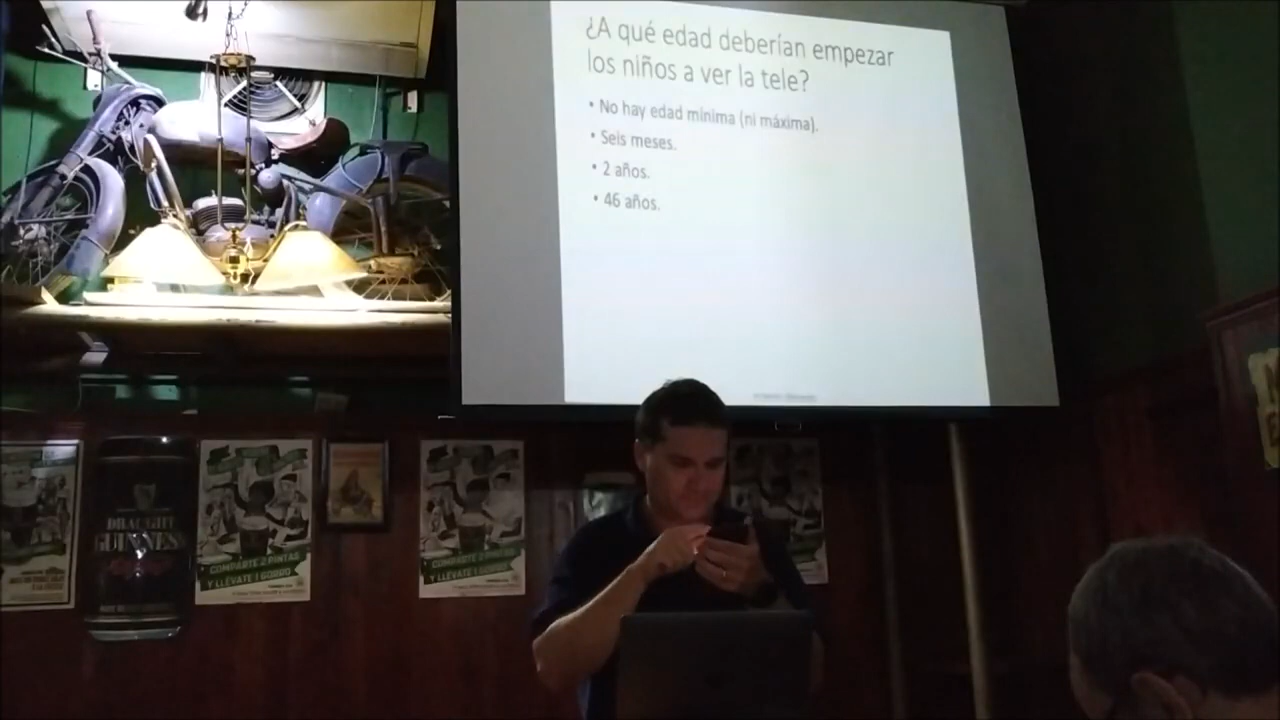 ¿A qué edad deberían empezar
los niños a ver la tele?
• No hay edad mínima (ni máxima).
• Seis meses.
• 2 años.
• 46 años.
DRAUGHT
GUINNESS
COMPARTE 2 PINTAS
Y LLÉVATE 1 GORRO
COMPARTE 2 PINTAS
Y LLÉVATE 1 GORRO